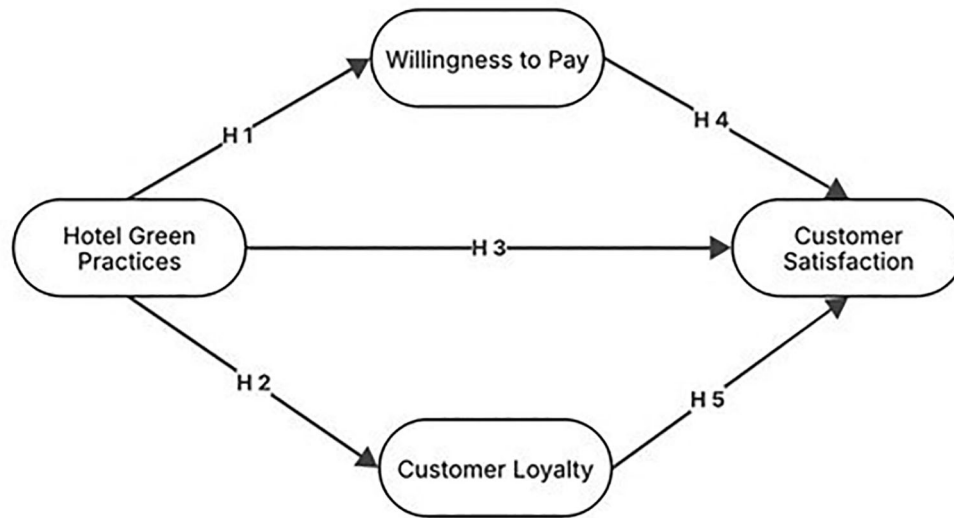 Willingness to Pay
H 1
H 4
Hotel Green
Practices
H 3
Customer
Satisfaction
H 2
H 5
Customer Loyalty